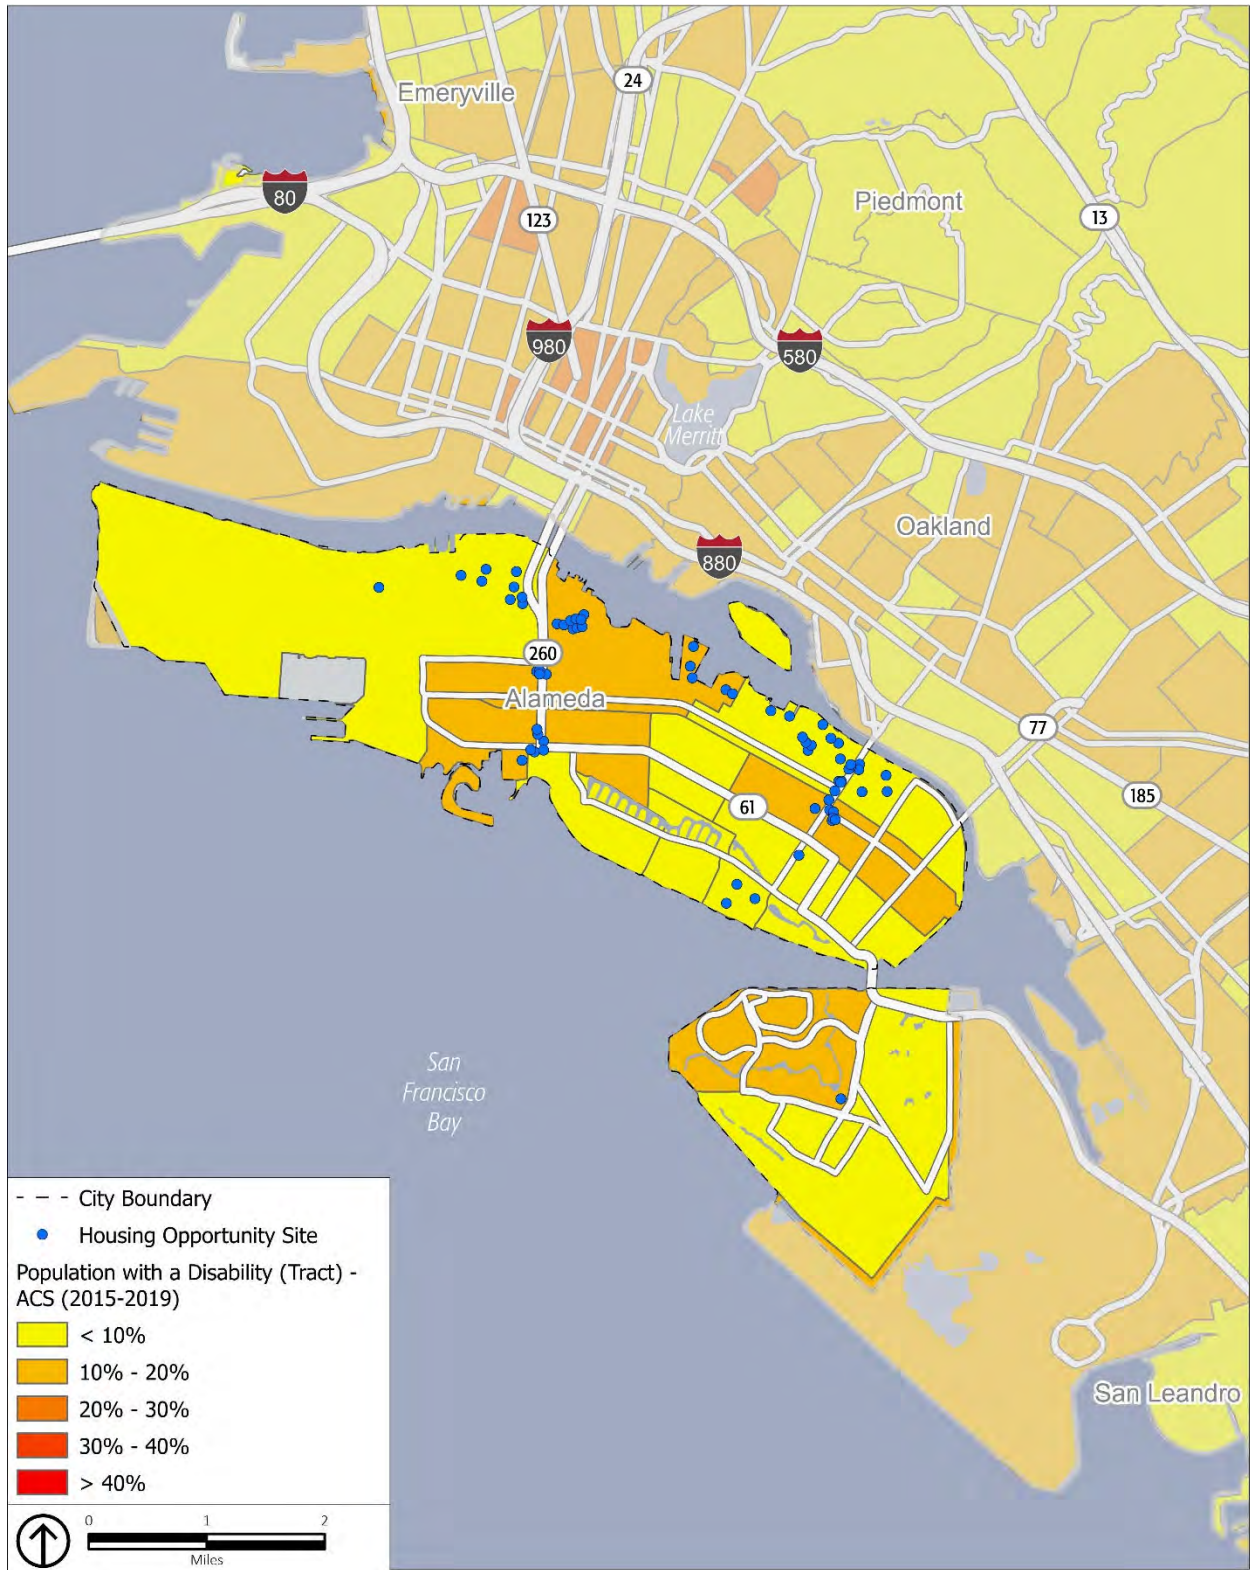 24
Emeryville
80
Piedmont
123
13
980
580
Lake
Merritt
Oakland
880
260
Alameda
77
61
185
San
Francisco
Bay
City Boundary
Housing Opportunity Site
Population with a Disability (Tract) -
ACS (2015-2019)
< 10%
10% - 20%
20% - 30%
30% - 40%
> 40%
San Leandro
0 1 2
Miles